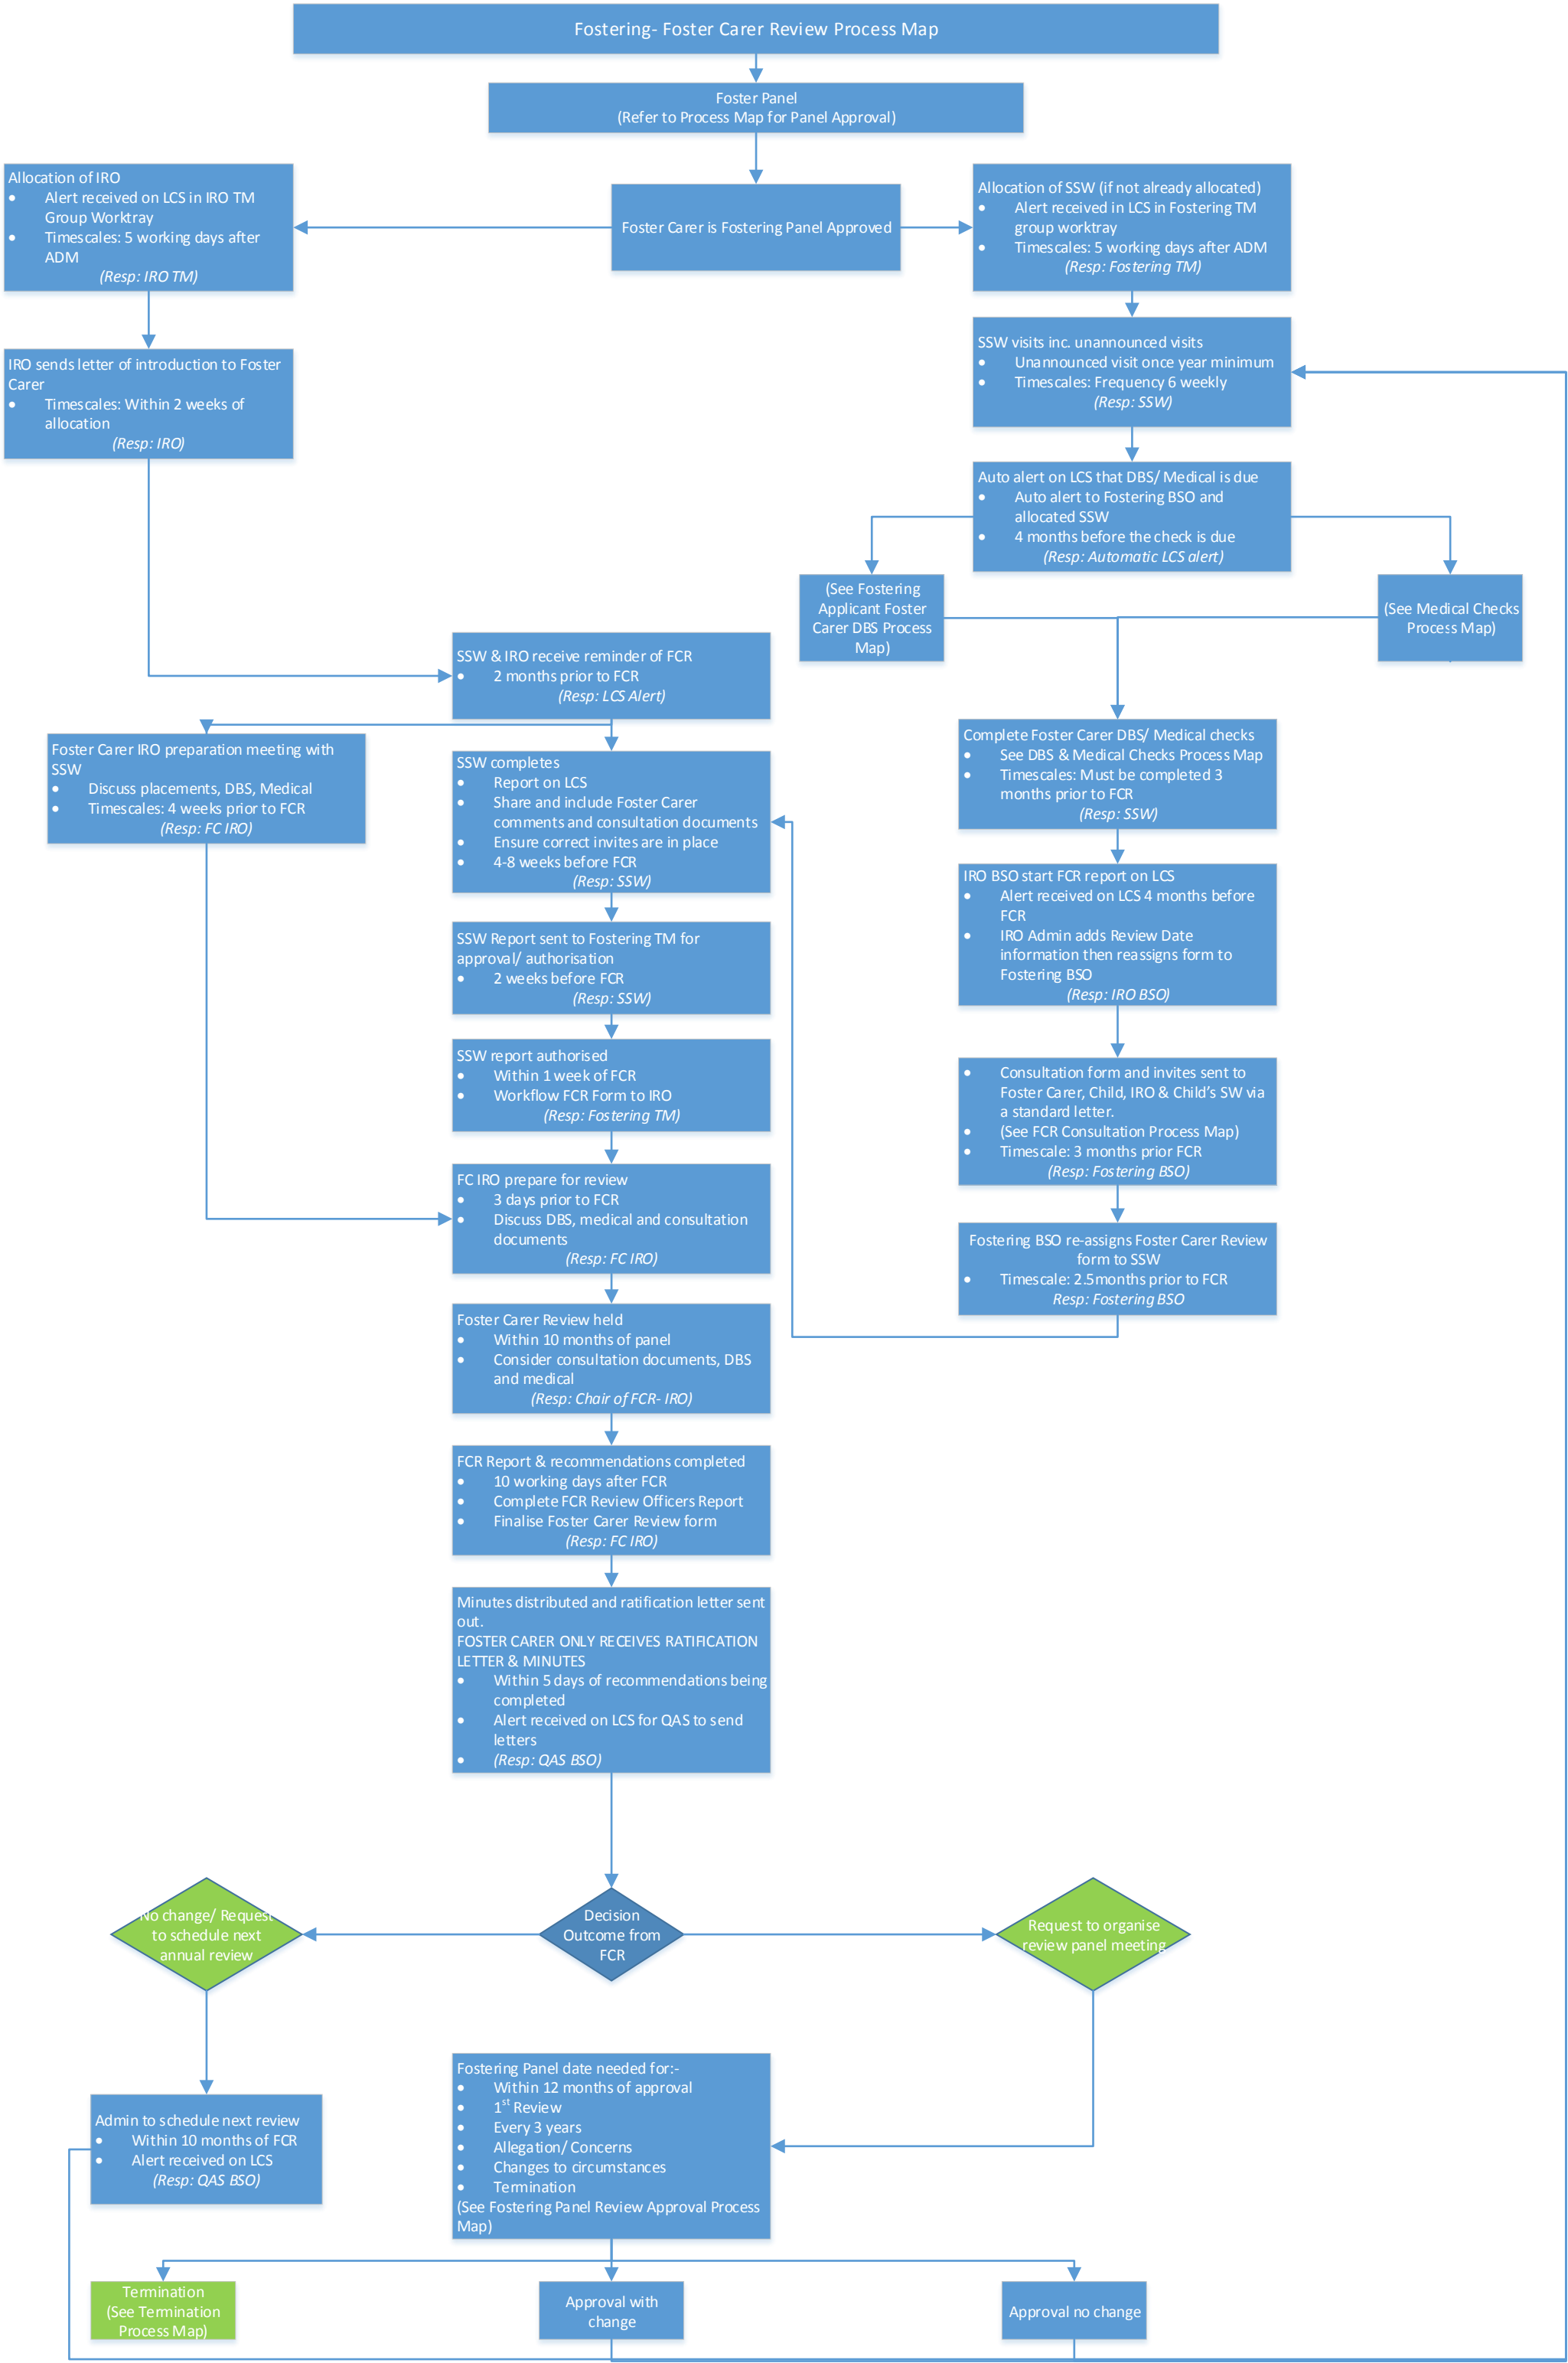 Fostering- Foster Carer Review Process Map
Foster Panel
(Refer to Process Map for Panel Approval)
Allocation of IRO
• Alert received on LCS in IRO TM
Group Worktray
• Timescales: 5 working days after
ADM
(Resp: IRO TM)
Foster Carer is Fostering Panel Approved
Allocation of SSW (if not already allocated)
• Alert received in LCS in Fostering TM
group worktray
• Timescales: 5 working days after ADM
(Resp: Fostering TM)
IRO sends letter of introduction to Foster
Carer
• Timescales: Within 2 weeks of
allocation
(Resp: IRO)
SSW visits inc. unannounced visits
• Unannounced visit once year minimum
• Timescales: Frequency 6 weekly
(Resp: SSW)
Auto alert on LCS that DBS/ Medical is due
• Auto alert to Fostering BSO and
allocated SSW
• 4 months before the check is due
(Resp: Automatic LCS alert)
(See Fostering
Applicant Foster
Carer DBS Process
Map)
(See Medical Checks
Process Map)
SSW & IRO receive reminder of FCR
• 2 months prior to FCR
(Resp: LCS Alert)
Foster Carer IRO preparation meeting with
SSW
• Discuss placements, DBS, Medical
• Timescales: 4 weeks prior to FCR
(Resp: FC IRO)
SSW completes
• Report on LCS
• Share and include Foster Carer
comments and consultation documents
• Ensure correct invites are in place
• 4-8 weeks before FCR
(Resp: SSW)
Complete Foster Carer DBS/ Medical checks
• See DBS & Medical Checks Process Map
• Timescales: Must be completed 3
months prior to FCR
(Resp: SSW)
IRO BSO start FCR report on LCS
• Alert received on LCS 4 months before
FCR
• IRO Admin adds Review Date
information then reassigns form to
Fostering BSO
(Resp: IRO BSO)
SSW Report sent to Fostering TM for
approval/ authorisation
• 2 weeks before FCR
(Resp: SSW)
SSW report authorised
• Within 1 week of FCR
• Workflow FCR Form to IRO
(Resp: Fostering TM)
• Consultation form and invites sent to
Foster Carer, Child, IRO & Child's SW via
a standard letter.
• (See FCR Consultation Process Map)
• Timescale: 3 months prior FCR
(Resp: Fostering BSO)
FC IRO prepare for review
• 3 days prior to FCR
• Discuss DBS, medical and consultation
documents
(Resp: FC IRO)
Fostering BSO re-assigns Foster Carer Review
form to SSW
• Timescale: 2.5months prior to FCR
Resp: Fostering BSO
Foster Carer Review held
• Within 10 months of panel
• Consider consultation documents, DBS
and medical
(Resp: Chair of FCR- IRO)
FCR Report & recommendations completed
• 10 working days after FCR
• Complete FCR Review Officers Report
• Finalise Foster Carer Review form
(Resp: FC IRO)
Minutes distributed and ratification letter sent
out.
FOSTER CARER ONLY RECEIVES RATIFICATION
LETTER & MINUTES
• Within 5 days of recommendations being
completed
• Alert received on LCS for QAS to send
letters
• (Resp: QAS BSO)
No change/ Request
to schedule next
annual review
Decision
Outcome from
FCR
Request to organise
review panel meeting
Fostering Panel date needed for:-
• Within 12 months of approval
• 1st Review
• Every 3 years
• Allegation/ Concerns
• Changes to circumstances
• Termination
(See Fostering Panel Review Approval Process
Map)
Admin to schedule next review
• Within 10 months of FCR
• Alert received on LCS
(Resp: QAS BSO)
Termination
(See Termination
Process Map)
Approval with
change
Approval no change